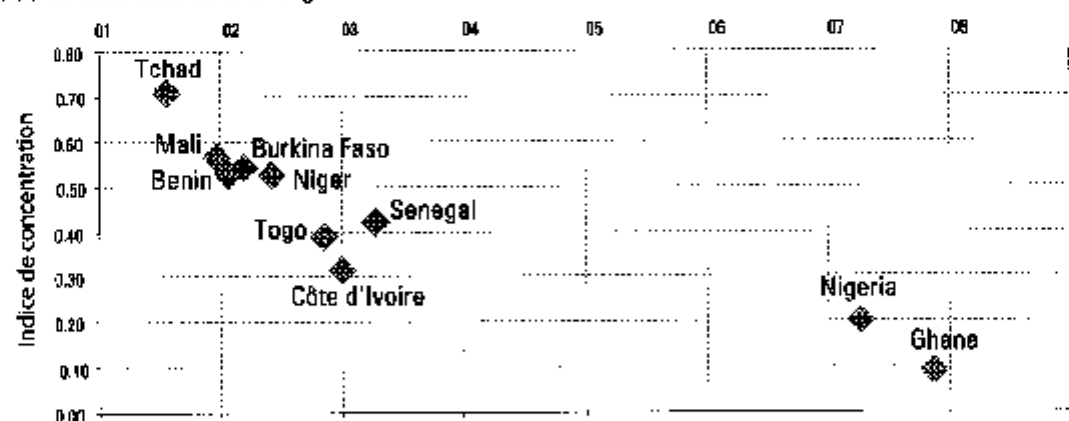 01 02 03 04 05 06 07 08
0.80
Tchad
0.70
0.60
Mali
Burkina Faso
Benin
Niger
0.50
Senegal
Togo
0.40
0.30
Côte d'Ivoire
Nigeria
0.20
Ghana
0.10
0.00
Indice de concentration